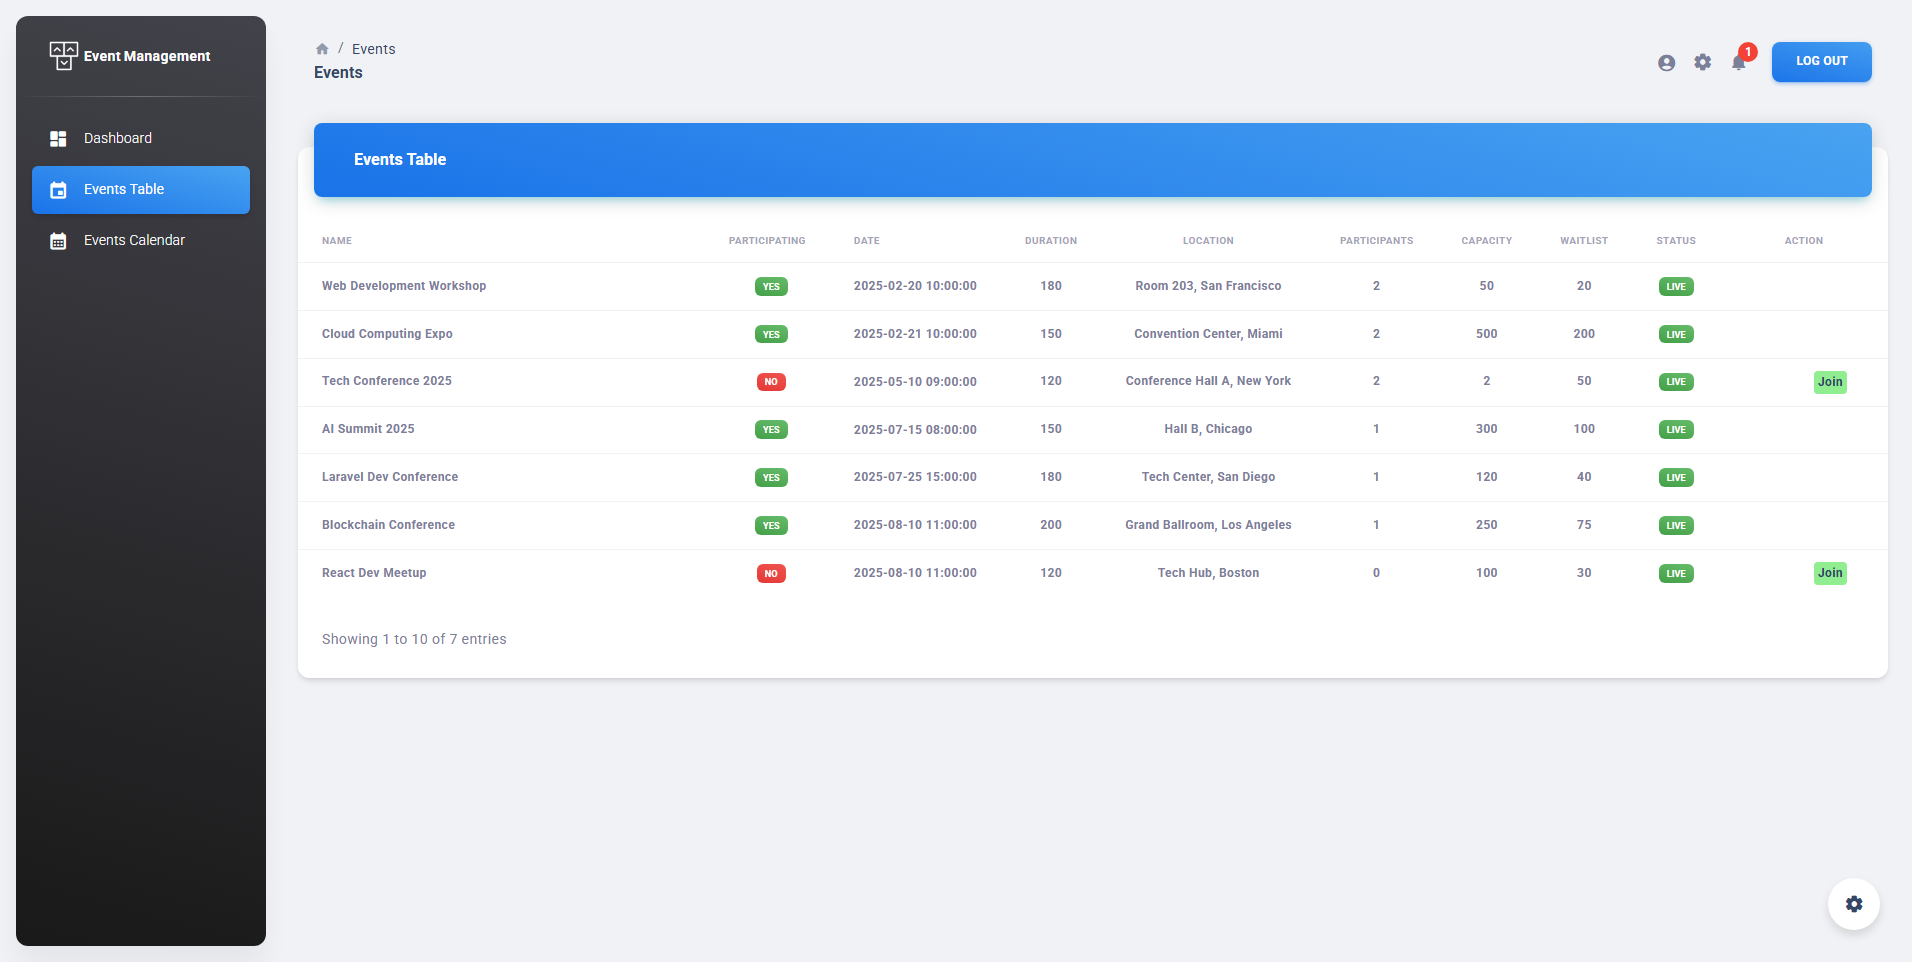 Event Management
Dashboard
Events Table
Events Calendar
/ Events
Events
1
LOG OUT
Events Table
NAME PARTICIPATING DATE DURATION LOCATION PARTICIPANTS CAPACITY WAITLIST STATUS ACTION
Web Development Workshop YES 2025-02-20 10:00:00 180 Room 203, San Francisco 2 50 20 LIVE
Cloud Computing Expo YES 2025-02-21 10:00:00 150 Convention Center, Miami 2 500 200 LIVE
Tech Conference 2025 NO 2025-05-10 09:00:00 120 Conference Hall A, New York 2 2 50 LIVE Join
AI Summit 2025 YES 2025-07-15 08:00:00 150 Hall B, Chicago 1 300 100 LIVE
Laravel Dev Conference YES 2025-07-25 15:00:00 180 Tech Center, San Diego 1 120 40 LIVE
Blockchain Conference YES 2025-08-10 11:00:00 200 Grand Ballroom, Los Angeles 1 250 75 LIVE
React Dev Meetup NO 2025-08-10 11:00:00 120 Tech Hub, Boston 0 100 30 LIVE Join
Showing 1 to 10 of 7 entries